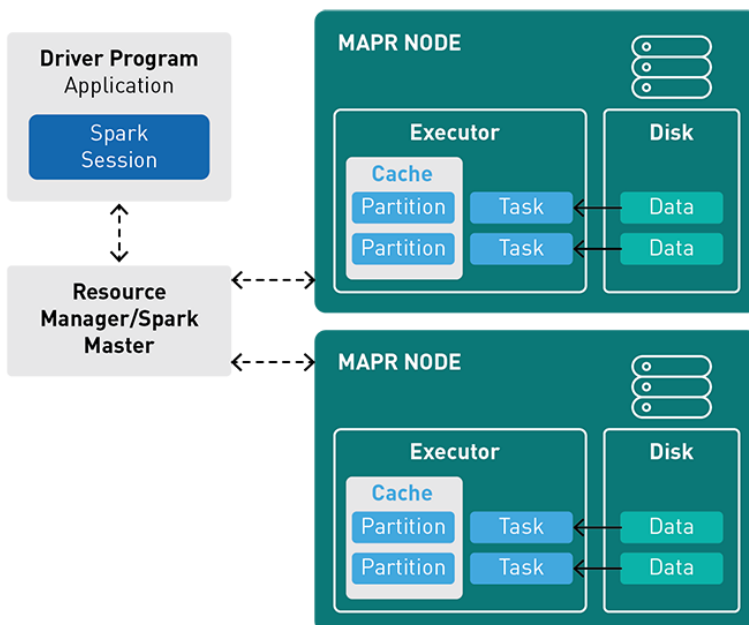 Driver Program
Application
Spark
Session
Resource
Manager/Spark
Master
MAPR NODE
Executor
Disk
Cache
Partition
Task
Data
Partition
Task
Data
MAPR NODE
Executor
Disk
Cache
Partition
Task
Data
Partition
Task
Data